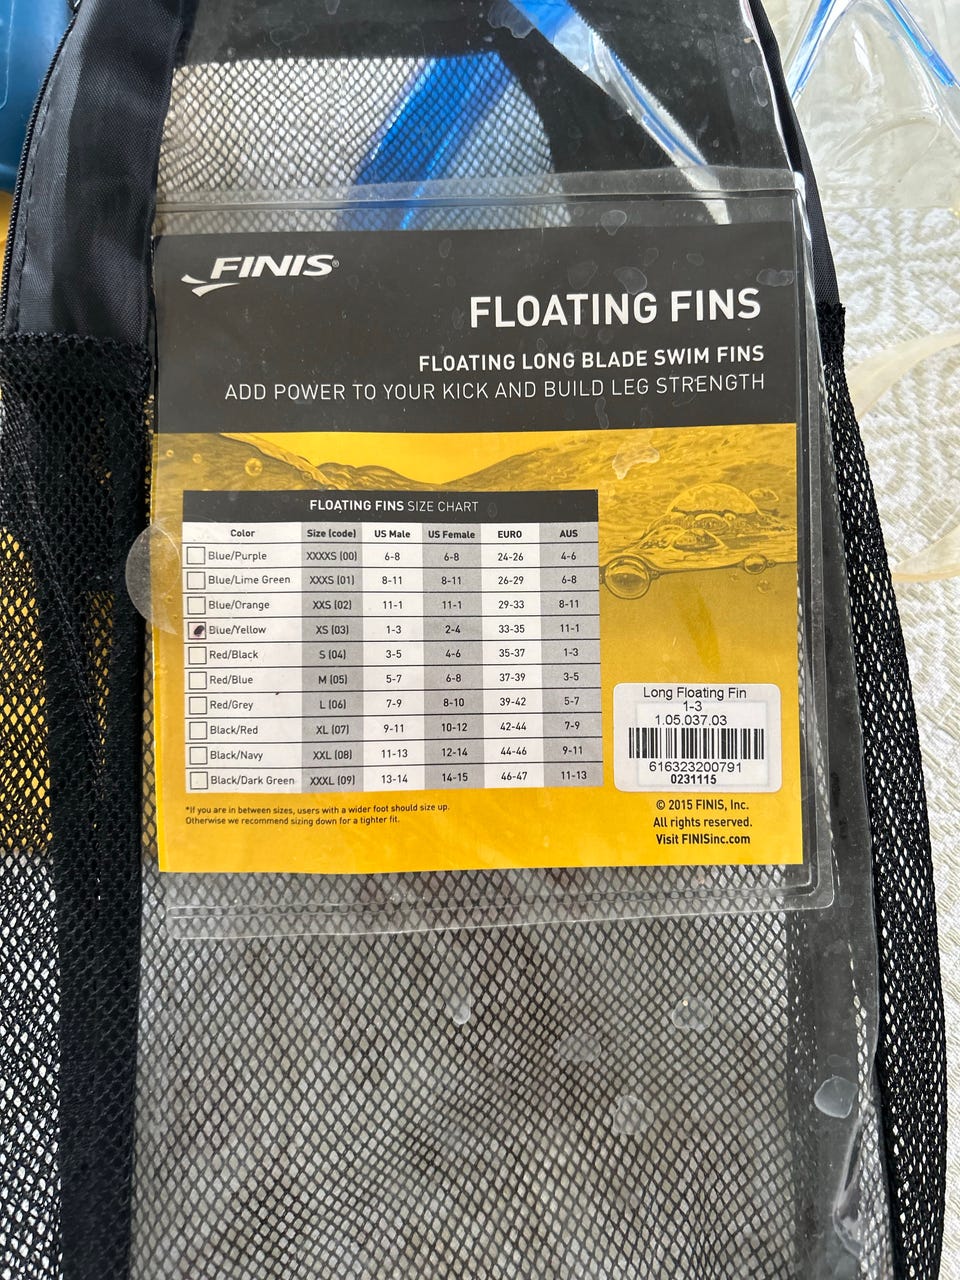 FINIS®
FLOATING FINS
FLOATING LONG BLADE SWIM FINS
ADD POWER TO YOUR KICK AND BUILD LEG STRENGTH
FLOATING FINS SIZE CHART
Color Size (code) US Male US Female EURO AUS
Blue/Purple XXXXS (00) 6-8 6-8 24-26 4-6
Blue/Lime Green XXXS (01) 8-11 8-11 26-29 6-8
Blue/Orange XXS (02) 11-1 11-1 29-33 8-11
Blue/Yellow XS (03) 1-3 2-4 33-35 11-1
Red/Black S (04) 3-5 4-6 35-37 1-3
Red/Blue M (05) 5-7 6-8 37-39 3-5
Red/Grey L (06) 7-9 8-10 39-42 5-7
Black/Red XL (07) 9-11 10-12 42-44 7-9
Black/Navy XXL (08) 11-13 12-14 44-46 9-11
Black/Dark Green XXXL (09) 13-14 14-15 46-47 11-13
*If you are in between sizes, users with a wider foot should size up.
Otherwise we recommend sizing down for a tighter fit.
Long Floating Fin
1-3
1.05.037.03
616323200791
0231115
© 2015 FINIS, Inc.
All rights reserved.
Visit FINISinc.com